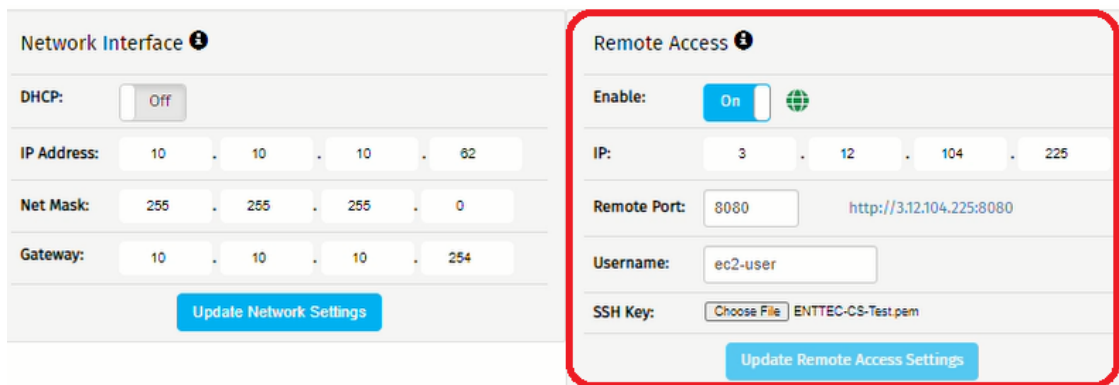 Network Interface
DHCP: Off
IP Address: 10 . 10 . 10 . 62
Net Mask: 255 . 255 . 255 . 0
Gateway: 10 . 10 . 10 . 254
Update Network Settings
Remote Access
Enable: On
IP: 3 . 12 . 104 . 225
Remote Port: 8080 http://3.12.104.225:8080
Username: ec2-user
SSH Key: Choose File ENTTEC-CS-Test.pem
Update Remote Access Settings